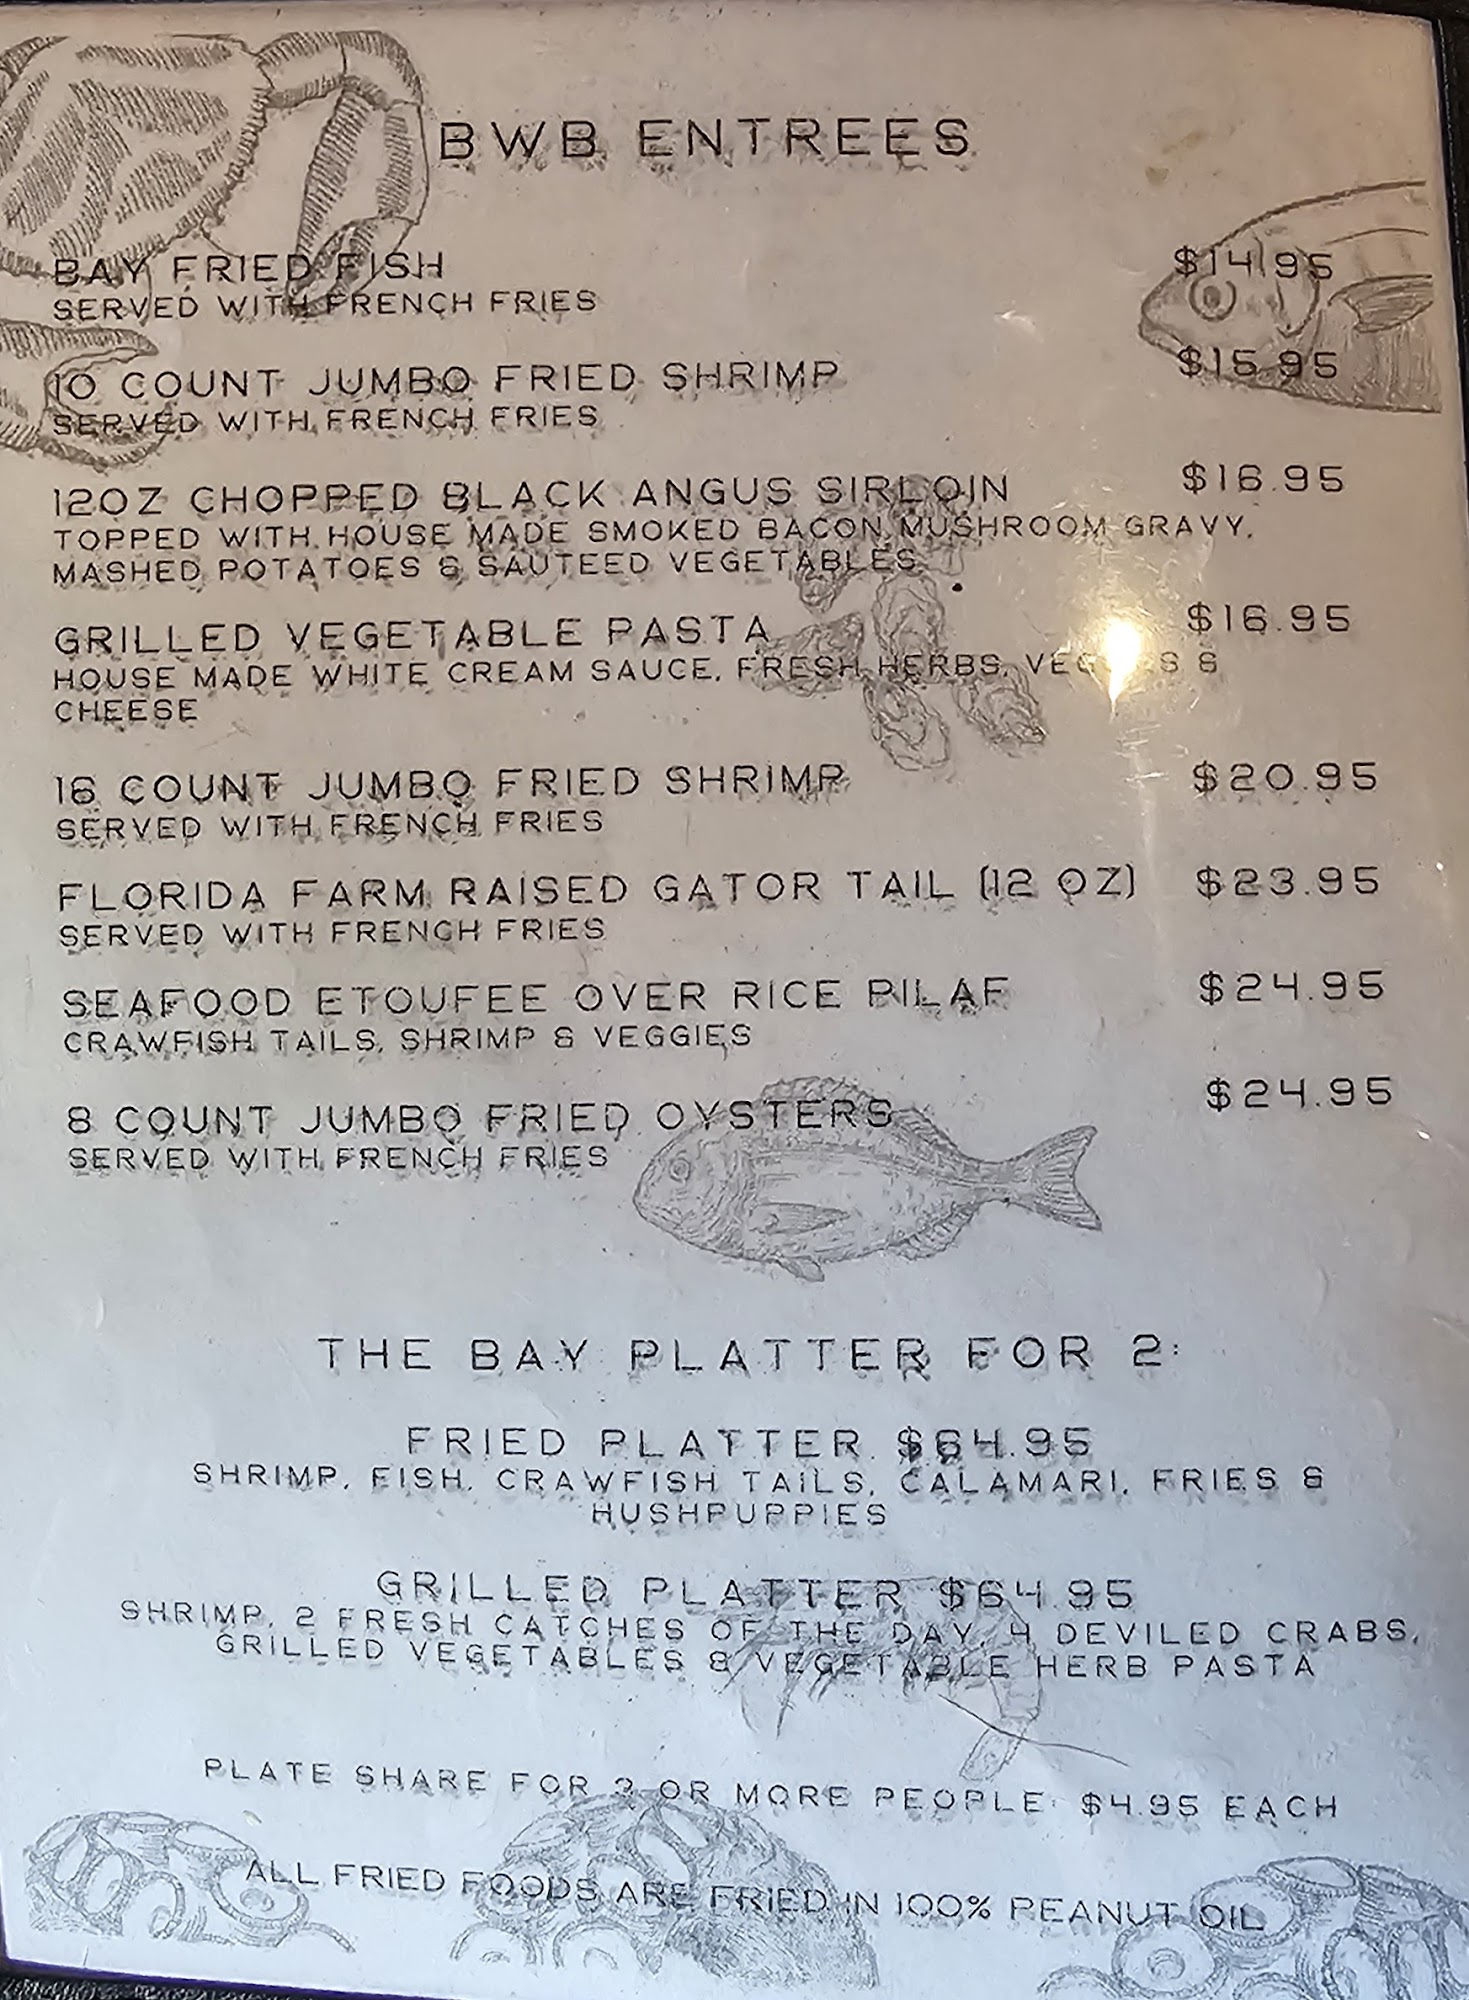 BWB ENTREES
BAY FRIED FISH $14.95
SERVED WITH FRENCH FRIES
10 COUNT JUMBO FRIED SHRIMP $15.95
SERVED WITH FRENCH FRIES
12OZ CHOPPED BLACK ANGUS SIRLOIN $16.95
TOPPED WITH HOUSE MADE SMOKED BACON MUSHROOM GRAVY,
MASHED POTATOES & SAUTEED VEGETABLES
GRILLED VEGETABLE PASTA $16.95
HOUSE MADE WHITE CREAM SAUCE, FRESH HERBS, &
CHEESE
16 COUNT JUMBO FRIED SHRIMP $20.95
SERVED WITH FRENCH FRIES
FLORIDA FARM RAISED GATOR TAIL (12 OZ) $23.95
SERVED WITH FRENCH FRIES
SEAFOOD ETOUFEE OVER RICE PILAF $24.95
CRAWFISH TAILS, SHRIMP & VEGGIES
8 COUNT JUMBO FRIED OYSTERS $24.95
SERVED WITH FRENCH FRIES
THE BAY PLATTER FOR 2:
FRIED PLATTER $64.95
SHRIMP, FISH, CRAWFISH TAILS, CALAMARI, FRIES &
HUSHPUPPIES
GRILLED PLATTER $64.95
SHRIMP, 2 FRESH CATCHES OF THE DAY, 4 DEVILED CRABS,
GRILLED VEGETABLES & VEGETABLE HERB PASTA
PLATE SHARE FOR OR MORE PEOPLE $4.95 EACH
ALL FRIED FOODS ARE FRIED IN 100% PEANUT OIL